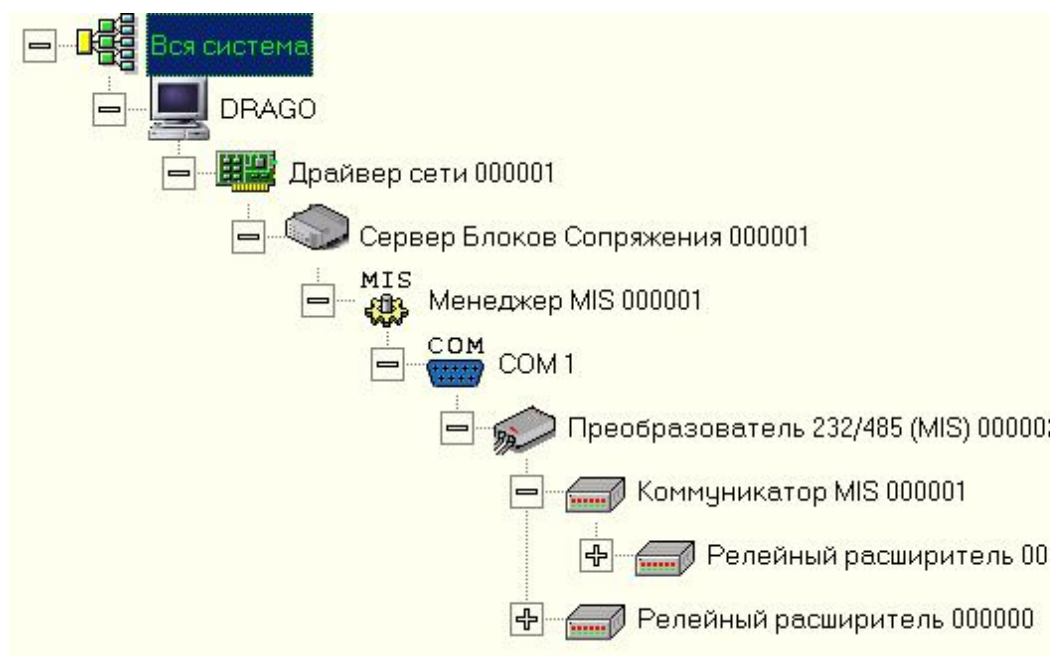 Вся система
DRAGO
Драйвер сети 000001
Сервер Блоков Сопряжения 000001
MIS
Менеджер MIS 000001
COM
COM 1
Преобразователь 232/485 (MIS) 000002
Коммуникатор MIS 000001
Релейный расширитель 00
Релейный расширитель 000000